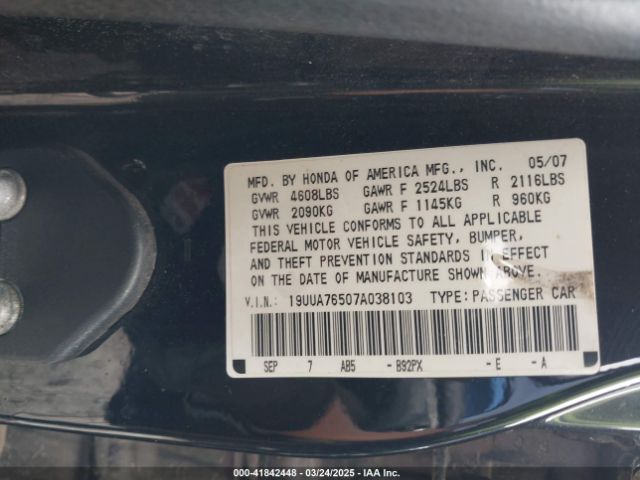 MFD. BY HONDA OF AMERICA MFG., INC. 05/07
GVWR 4608LBS GAWR F 2524LBS R 2116LBS
GVWR 2090KG GAWR F 1145KG R 960KG
THIS VEHICLE CONFORMS TO ALL APPLICABLE
FEDERAL MOTOR VEHICLE SAFETY, BUMPER,
AND THEFT PREVENTION STANDARDS IN EFFECT
ON THE DATE OF MANUFACTURE SHOWN ABOVE.
V.I.N.: 19UUA76507A038103 TYPE: PASSENGER CAR
SEP 7 AB5 - B92PX - E - A
000-41842448 - 03/24/2025 - IAA Inc.